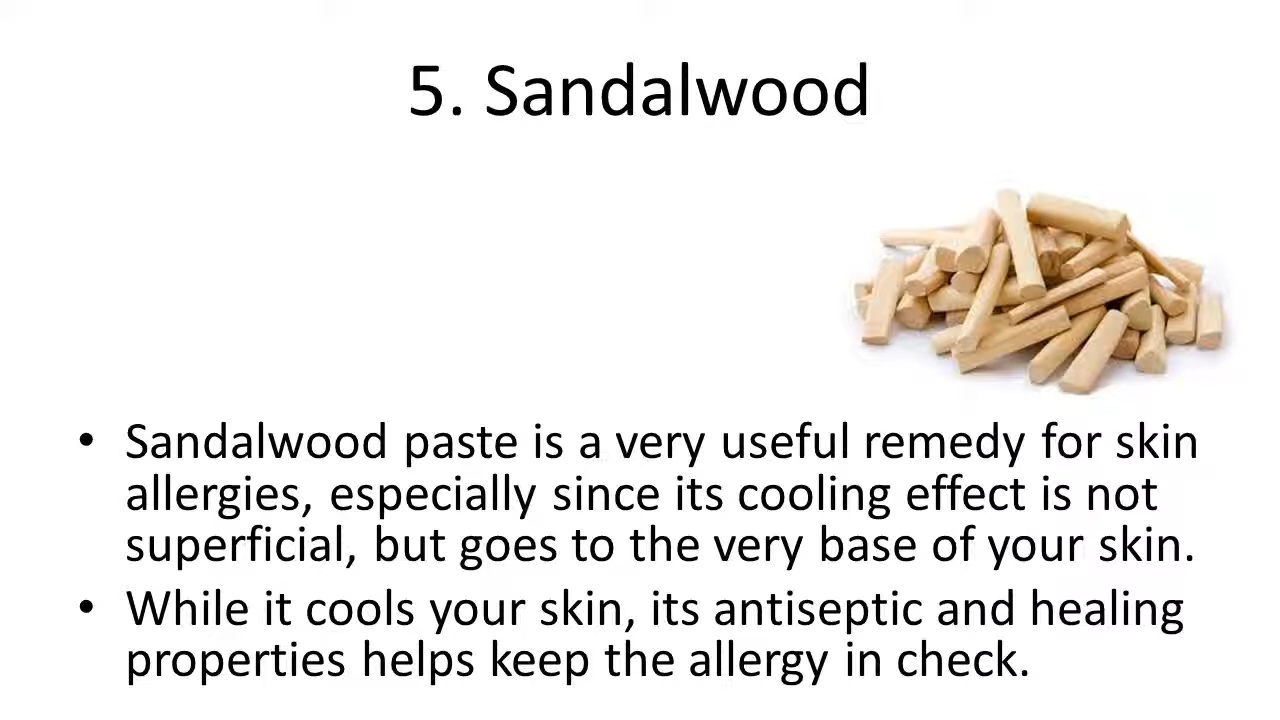 5. Sandalwood
• Sandalwood paste is a very useful remedy for skin
allergies, especially since its cooling effect is not
superficial, but goes to the very base of your skin.
• While it cools your skin, its antiseptic and healing
properties helps keep the allergy in check.